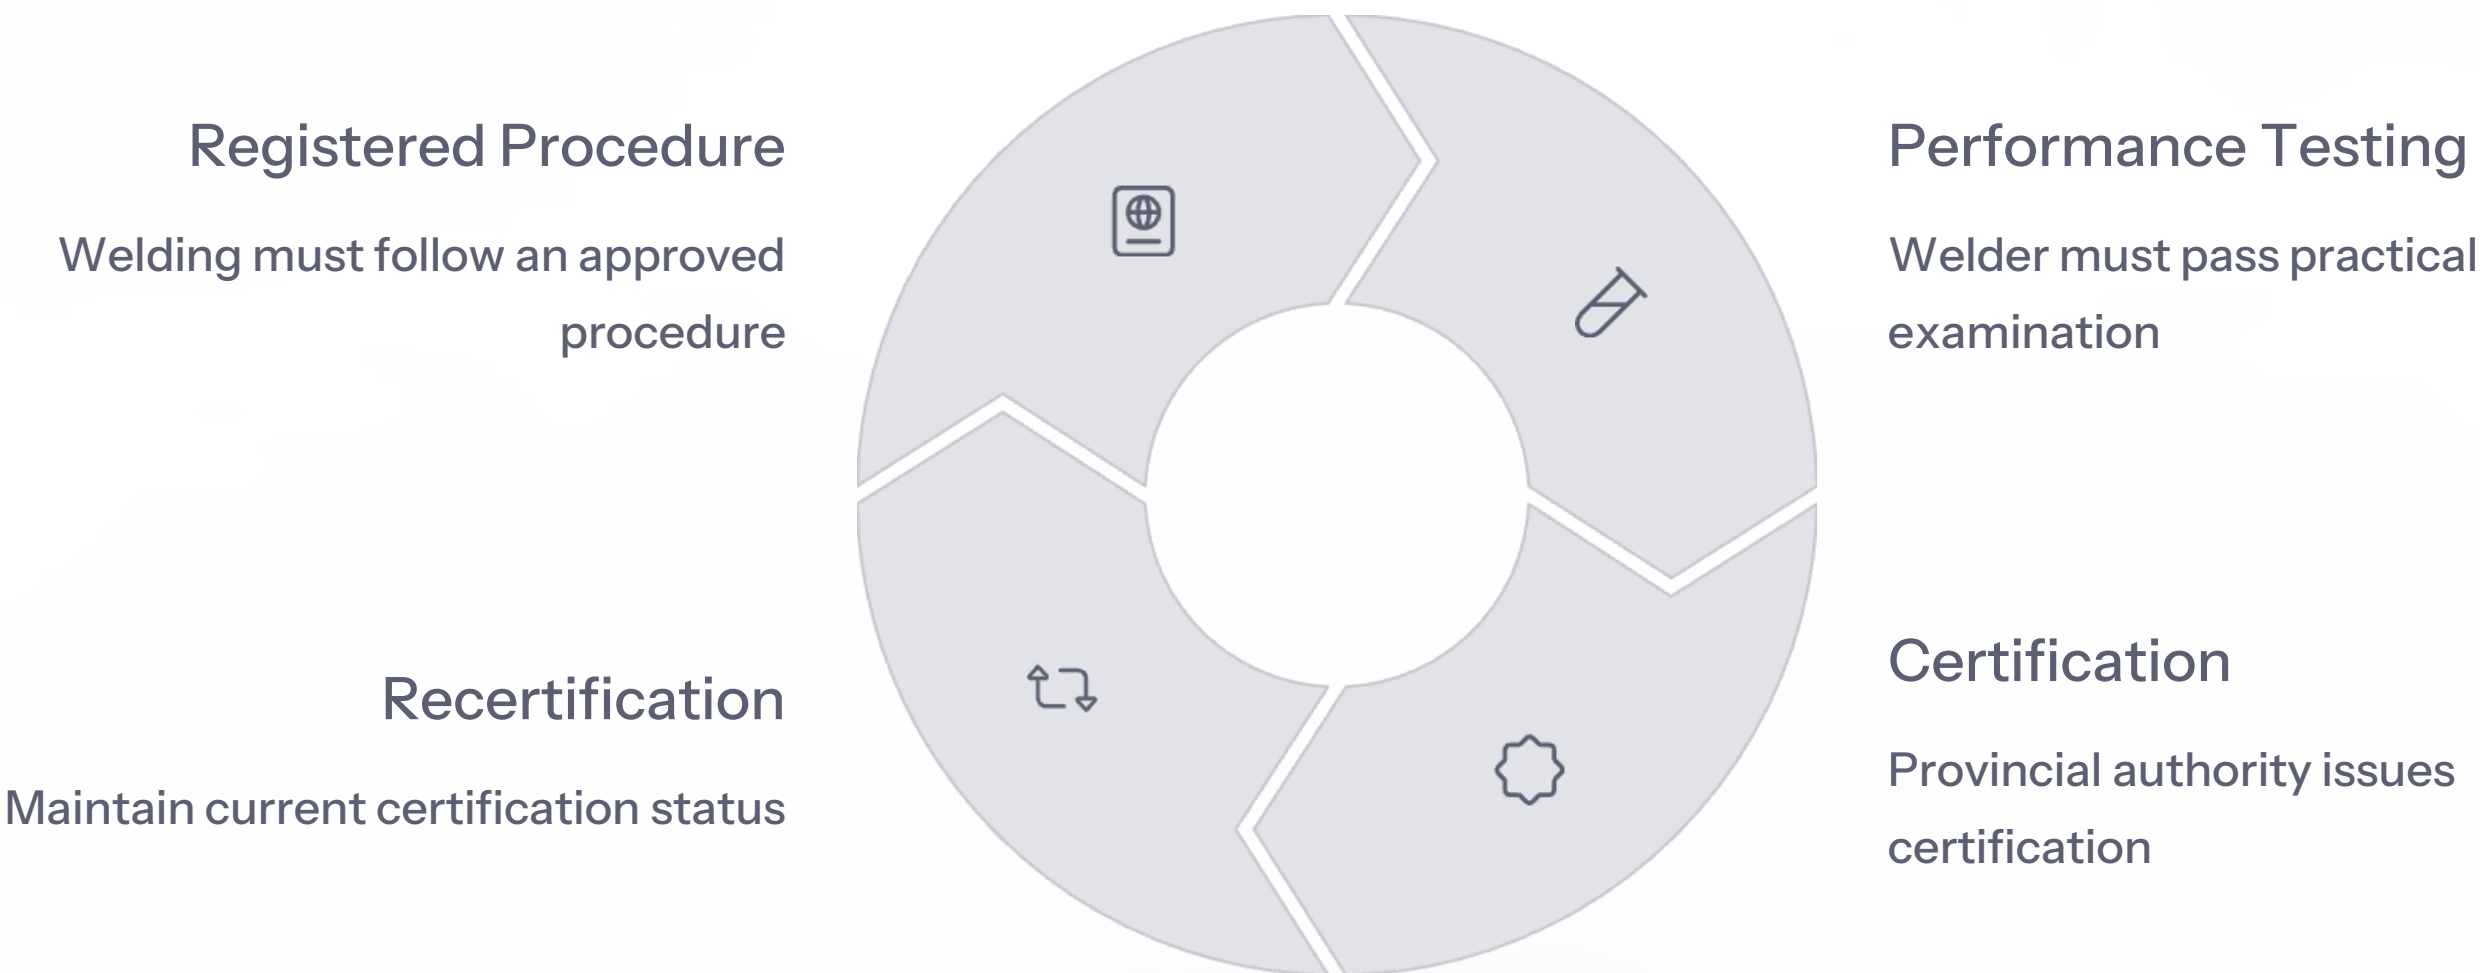 Registered Procedure
Welding must follow an approved
procedure
Performance Testing
Welder must pass practical
examination
Certification
Provincial authority issues
certification
Recertification
Maintain current certification status